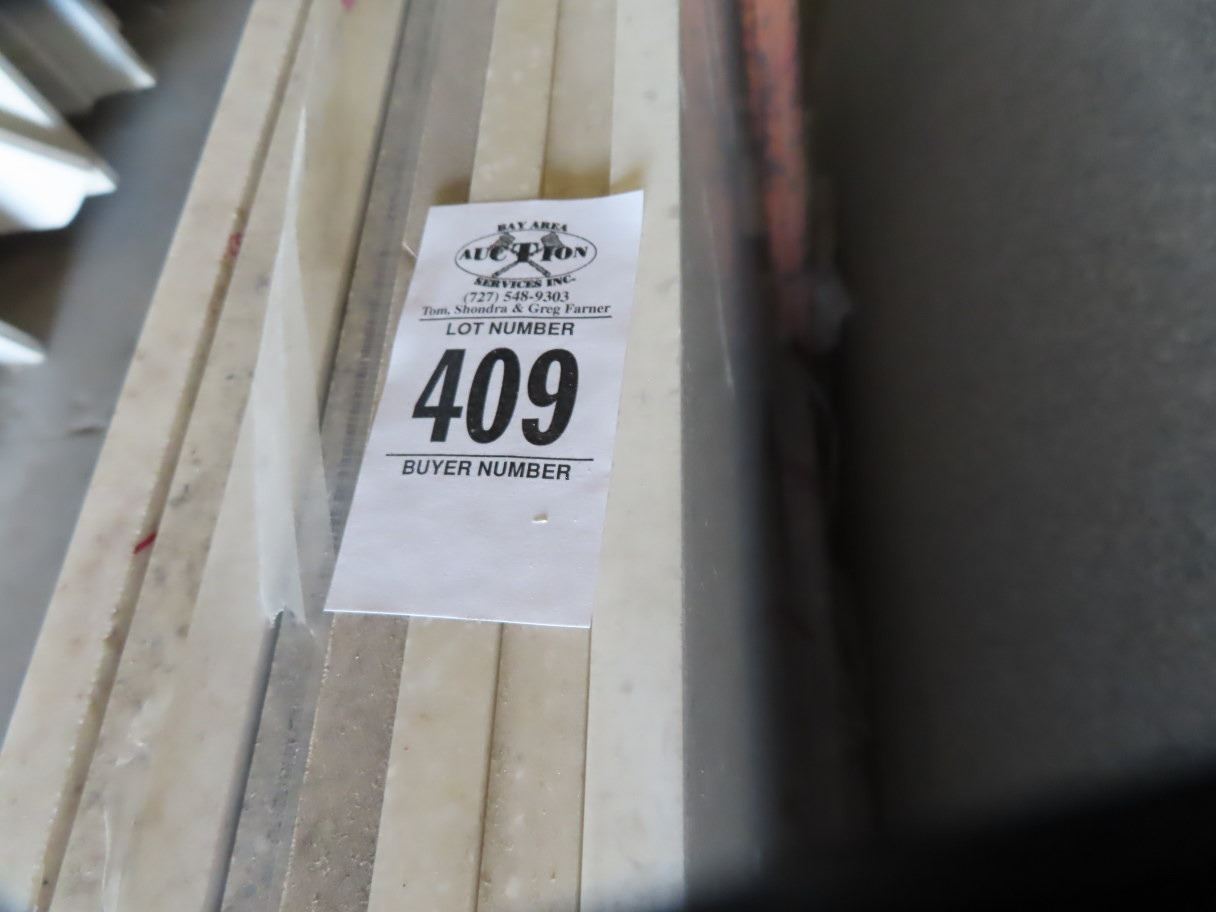 BAY AREA
AUCTION
SERVICES INC.
(727) 548-9303
Tom, Shondra & Greg Farner
LOT NUMBER
409
BUYER NUMBER